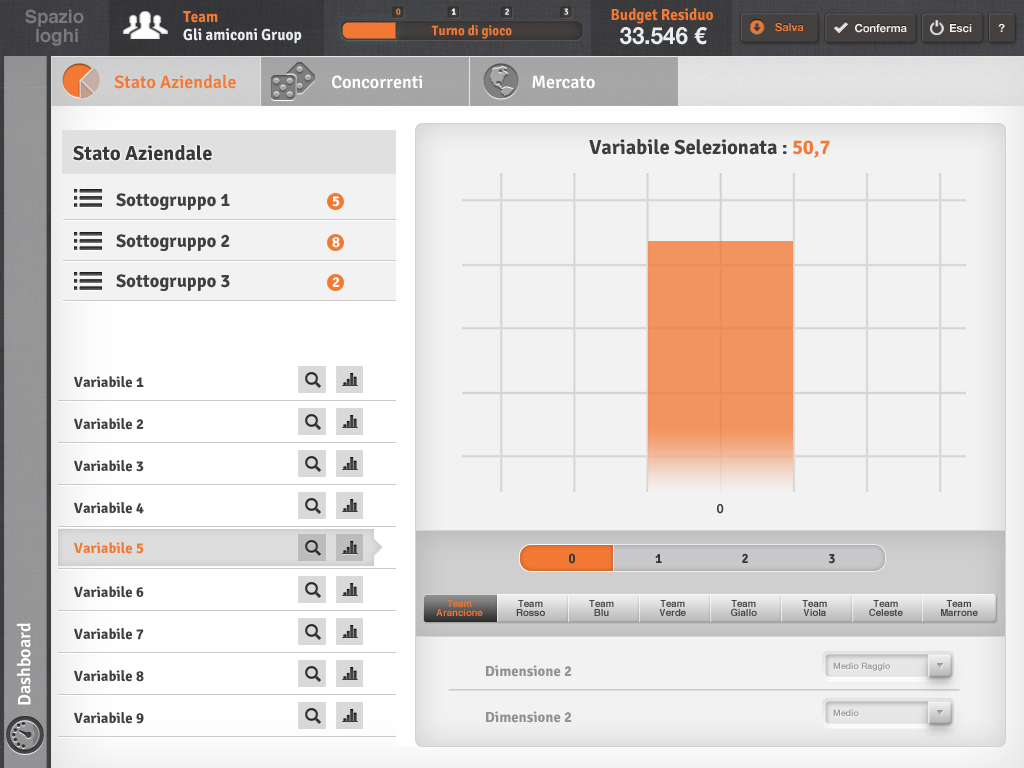 Spazio
loghi
Team
Gli amiconi Gruop
0 1 2 3
Turno di gioco
Budget Residuo
33.546 €
Salva
Conferma
Esci
?
Stato Aziendale
Concorrenti
Mercato
Stato Aziendale
Sottogruppo 1 5
Sottogruppo 2 8
Sottogruppo 3 2
Variabile 1
Variabile 2
Variabile 3
Variabile 4
Variabile 5
Variabile 6
Variabile 7
Variabile 8
Variabile 9
Dashboard
Variabile Selezionata : 50,7
0
0 1 2 3
Team
Arancione
Team
Rosso
Team
Blu
Team
Verde
Team
Giallo
Team
Viola
Team
Celeste
Team
Marrone
Dimensione 2
Medio Raggio
Dimensione 2
Medio